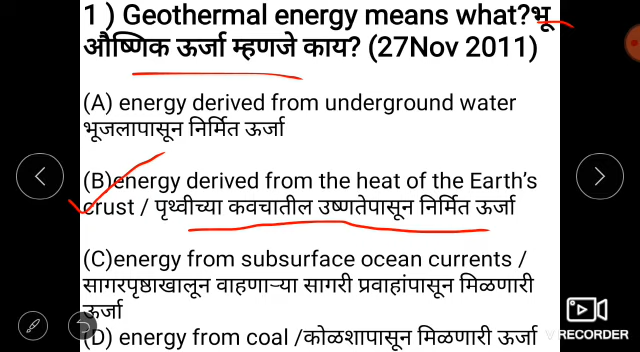 1 ) Geothermal energy means what?भू
औष्णिक ऊर्जा म्हणजे काय? (27Nov 2011)
(A) energy derived from underground water
भूजलापासून निर्मित ऊर्जा
(B)energy derived from the heat of the Earth's
crust / पृथ्वीच्या कवचातील उष्णतेपासून निर्मित ऊर्जा
(C)energy from subsurface ocean currents /
सागरपृष्ठाखालून वाहणाऱ्या सागरी प्रवाहांपासून मिळणारी
ऊर्जा
(D) energy from coal /कोळशापासून मिळणारी ऊर्जा
V RECORDER